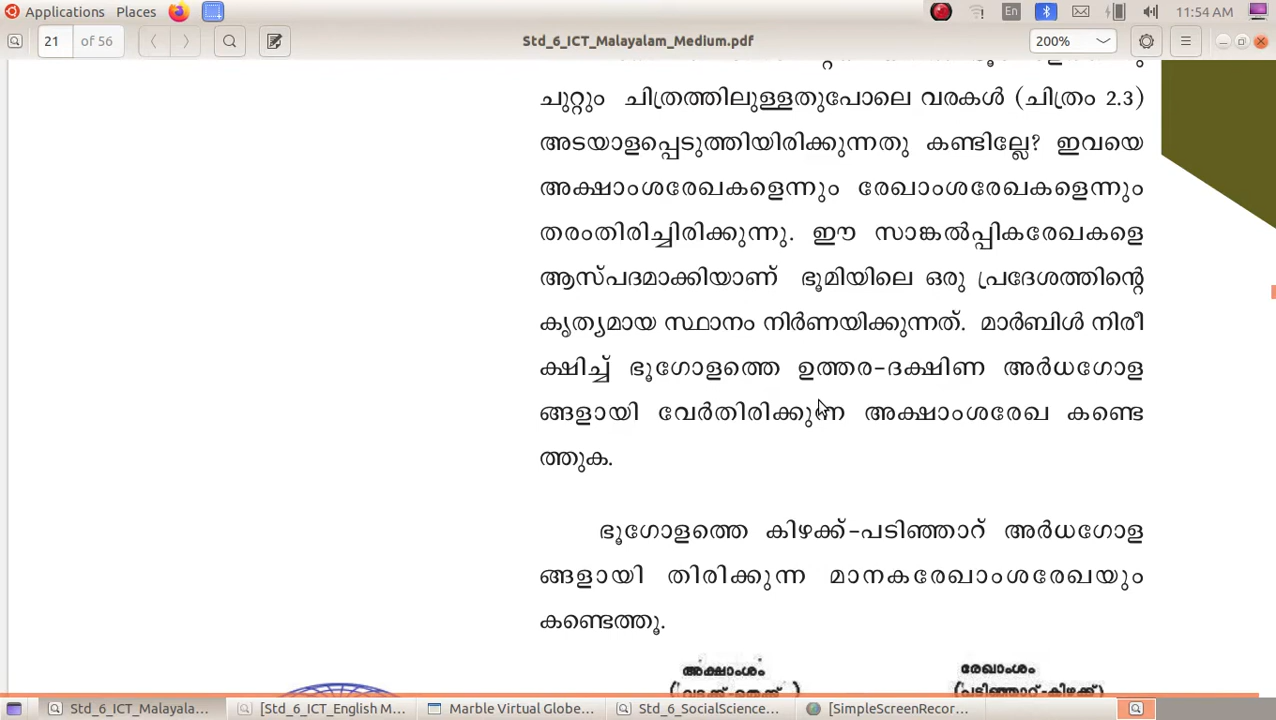 Applications Places En 11:54 AM
21 of 56 Std_6_ICT_Malayalam_Medium.pdf 200%
ചുറ്റും ചിത്രത്തിലുള്ളതുപോലെ വരകൾ (ചിത്രം 2.3)
അടയാളപ്പെടുത്തിയിരിക്കുന്നതു കണ്ടില്ലേ? ഇവയെ
അക്ഷാംശരേഖകളെന്നും രേഖാംശരേഖകളെന്നും
തരംതിരിച്ചിരിക്കുന്നു. ഈ സാങ്കൽപ്പികരേഖകളെ
ആസ്പദമാക്കിയാണ് ഭൂമിയിലെ ഒരു പ്രദേശത്തിന്റെ
കൃത്യമായ സ്ഥാനം നിർണയിക്കുന്നത്. മാർബിൾ നിരീ
ക്ഷിച്ച് ഭൂഗോളത്തെ ഉത്തര-ദക്ഷിണ അർധഗോള
ങ്ങളായി വേർതിരിക്കുന്ന അക്ഷാംശരേഖ കണ്ടെ
ത്തുക.
ഭൂഗോളത്തെ കിഴക്ക്-പടിഞ്ഞാറ് അർധഗോള
ങ്ങളായി തിരിക്കുന്ന മാനകരേഖാംശരേഖയും
കണ്ടെത്തൂ.
അക്ഷാംശം രേഖാംശം
(പടിഞ്ഞാറ്-കിഴക്ക്)
Std_6_ICT_Malayala... [Std_6_ICT_English M... Marble Virtual Globe... Std_6_SocialScience... [SimpleScreenRecor...